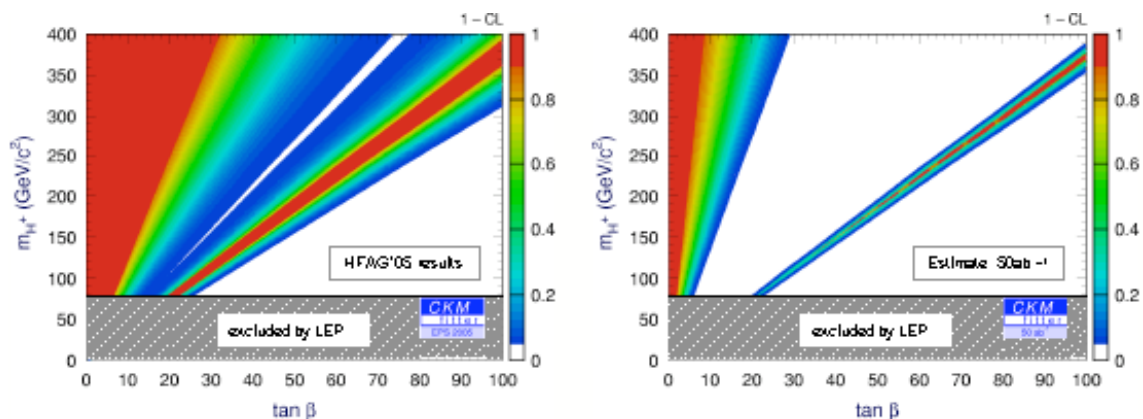 1 – CL
400
350
300
250
200
150
100
50
0
m_H+ (GeV/c²)
HFAG'05 results
excluded by LEP
CKM
fitter
EPS 2005
0 10 20 30 40 50 60 70 80 90 100
tan β
1
0.8
0.6
0.4
0.2
0
1 – CL
400
350
300
250
200
150
100
50
0
m_H+ (GeV/c²)
Estimate 50ab⁻¹
excluded by LEP
CKM
fitter
50 ab
0 10 20 30 40 50 60 70 80 90 100
tan β
1
0.8
0.6
0.4
0.2
0